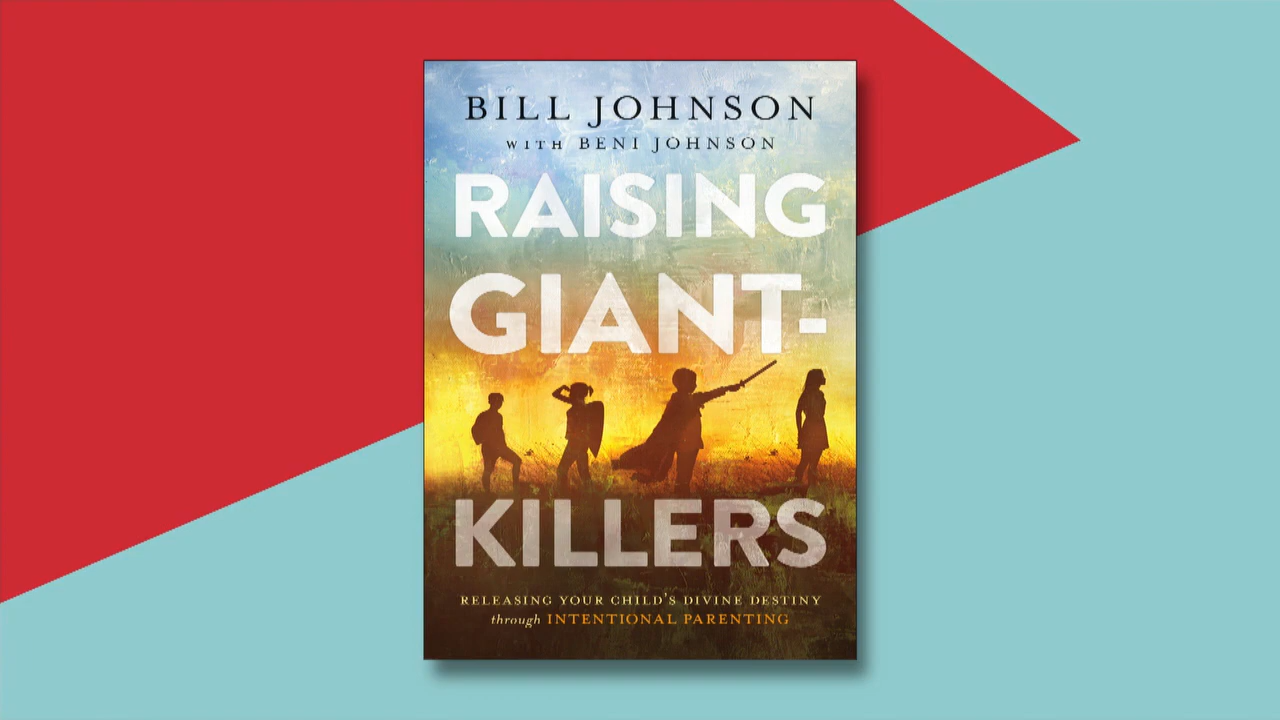 BILL JOHNSON
WITH BENI JOHNSON
RAISING
GIANT-
KILLERS
RELEASING YOUR CHILD'S DIVINE DESTINY
through INTENTIONAL PARENTING